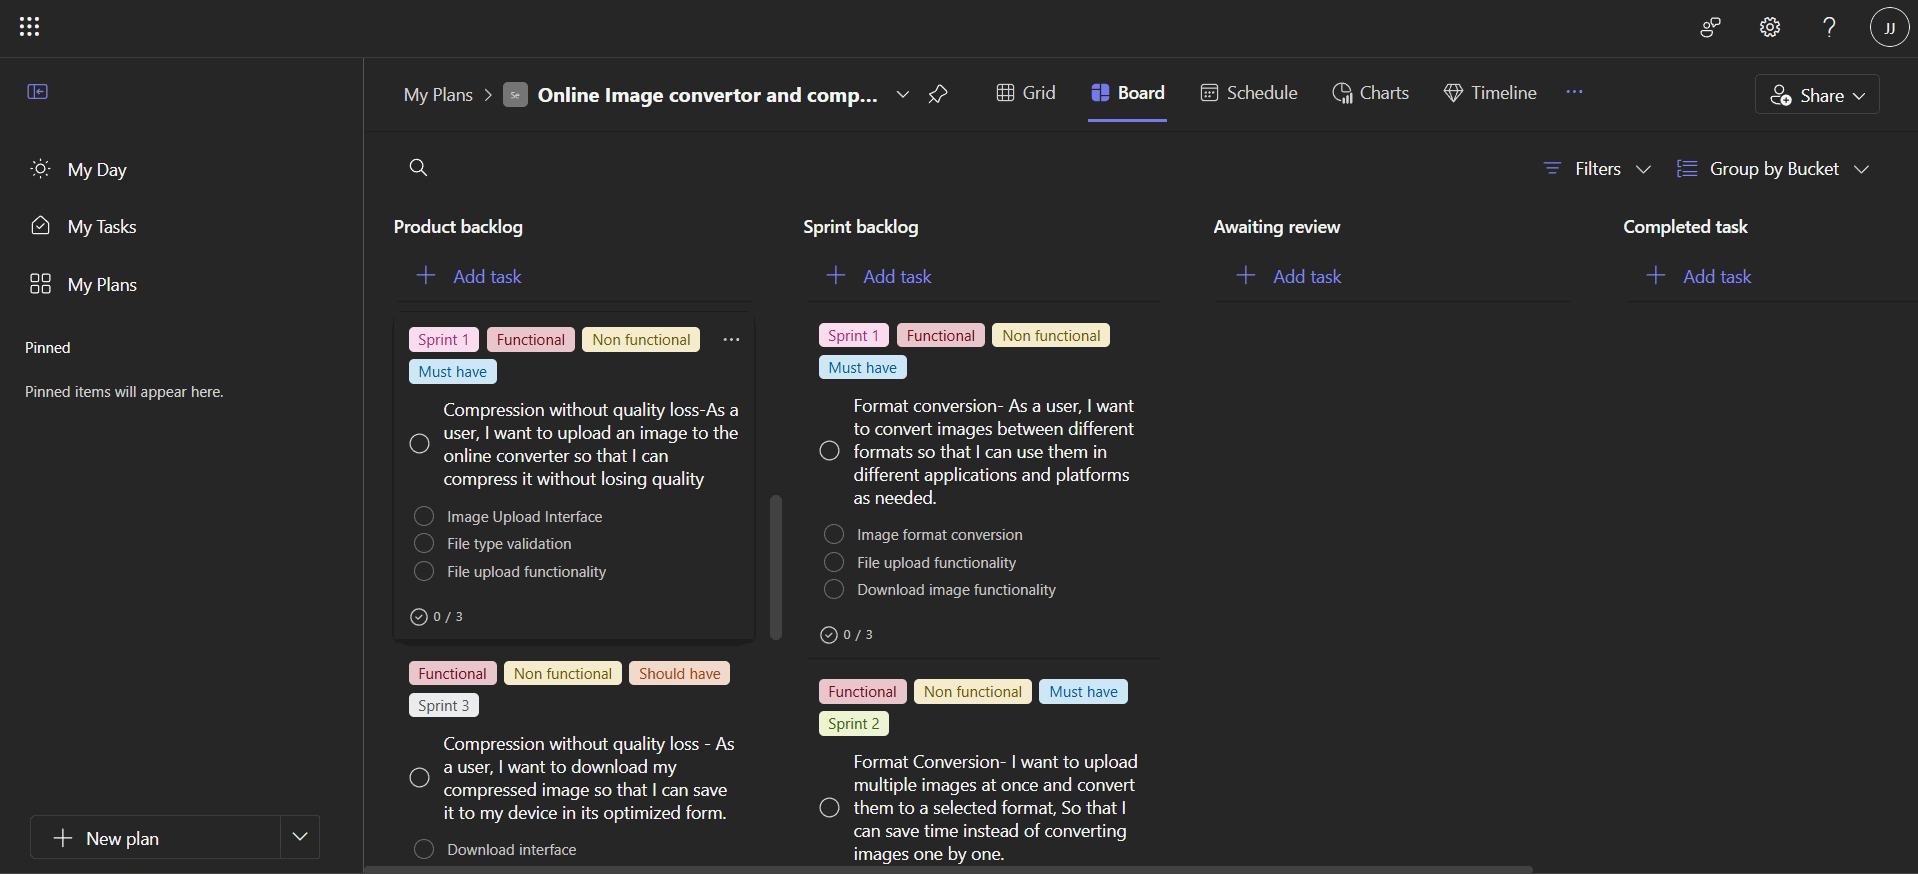 JJ
My Plans
Se
Online Image convertor and comp...
Grid
Board
Schedule
Charts
Timeline
Share
My Day
My Tasks
My Plans
Pinned
Pinned items will appear here.
New plan
Filters
Group by Bucket
Product backlog
Add task
Sprint 1
Functional
Non functional
Must have
Compression without quality loss-As a
user, I want to upload an image to the
online converter so that I can
compress it without losing quality
Image Upload Interface
File type validation
File upload functionality
0 / 3
Functional
Non functional
Should have
Sprint 3
Compression without quality loss - As
a user, I want to download my
compressed image so that I can save
it to my device in its optimized form.
Download interface
Sprint backlog
Add task
Sprint 1
Functional
Non functional
Must have
Format conversion- As a user, I want
to convert images between different
formats so that I can use them in
different applications and platforms
as needed.
Image format conversion
File upload functionality
Download image functionality
0 / 3
Functional
Non functional
Must have
Sprint 2
Format Conversion- I want to upload
multiple images at once and convert
them to a selected format, So that I
can save time instead of converting
images one by one.
Awaiting review
Add task
Completed task
Add task